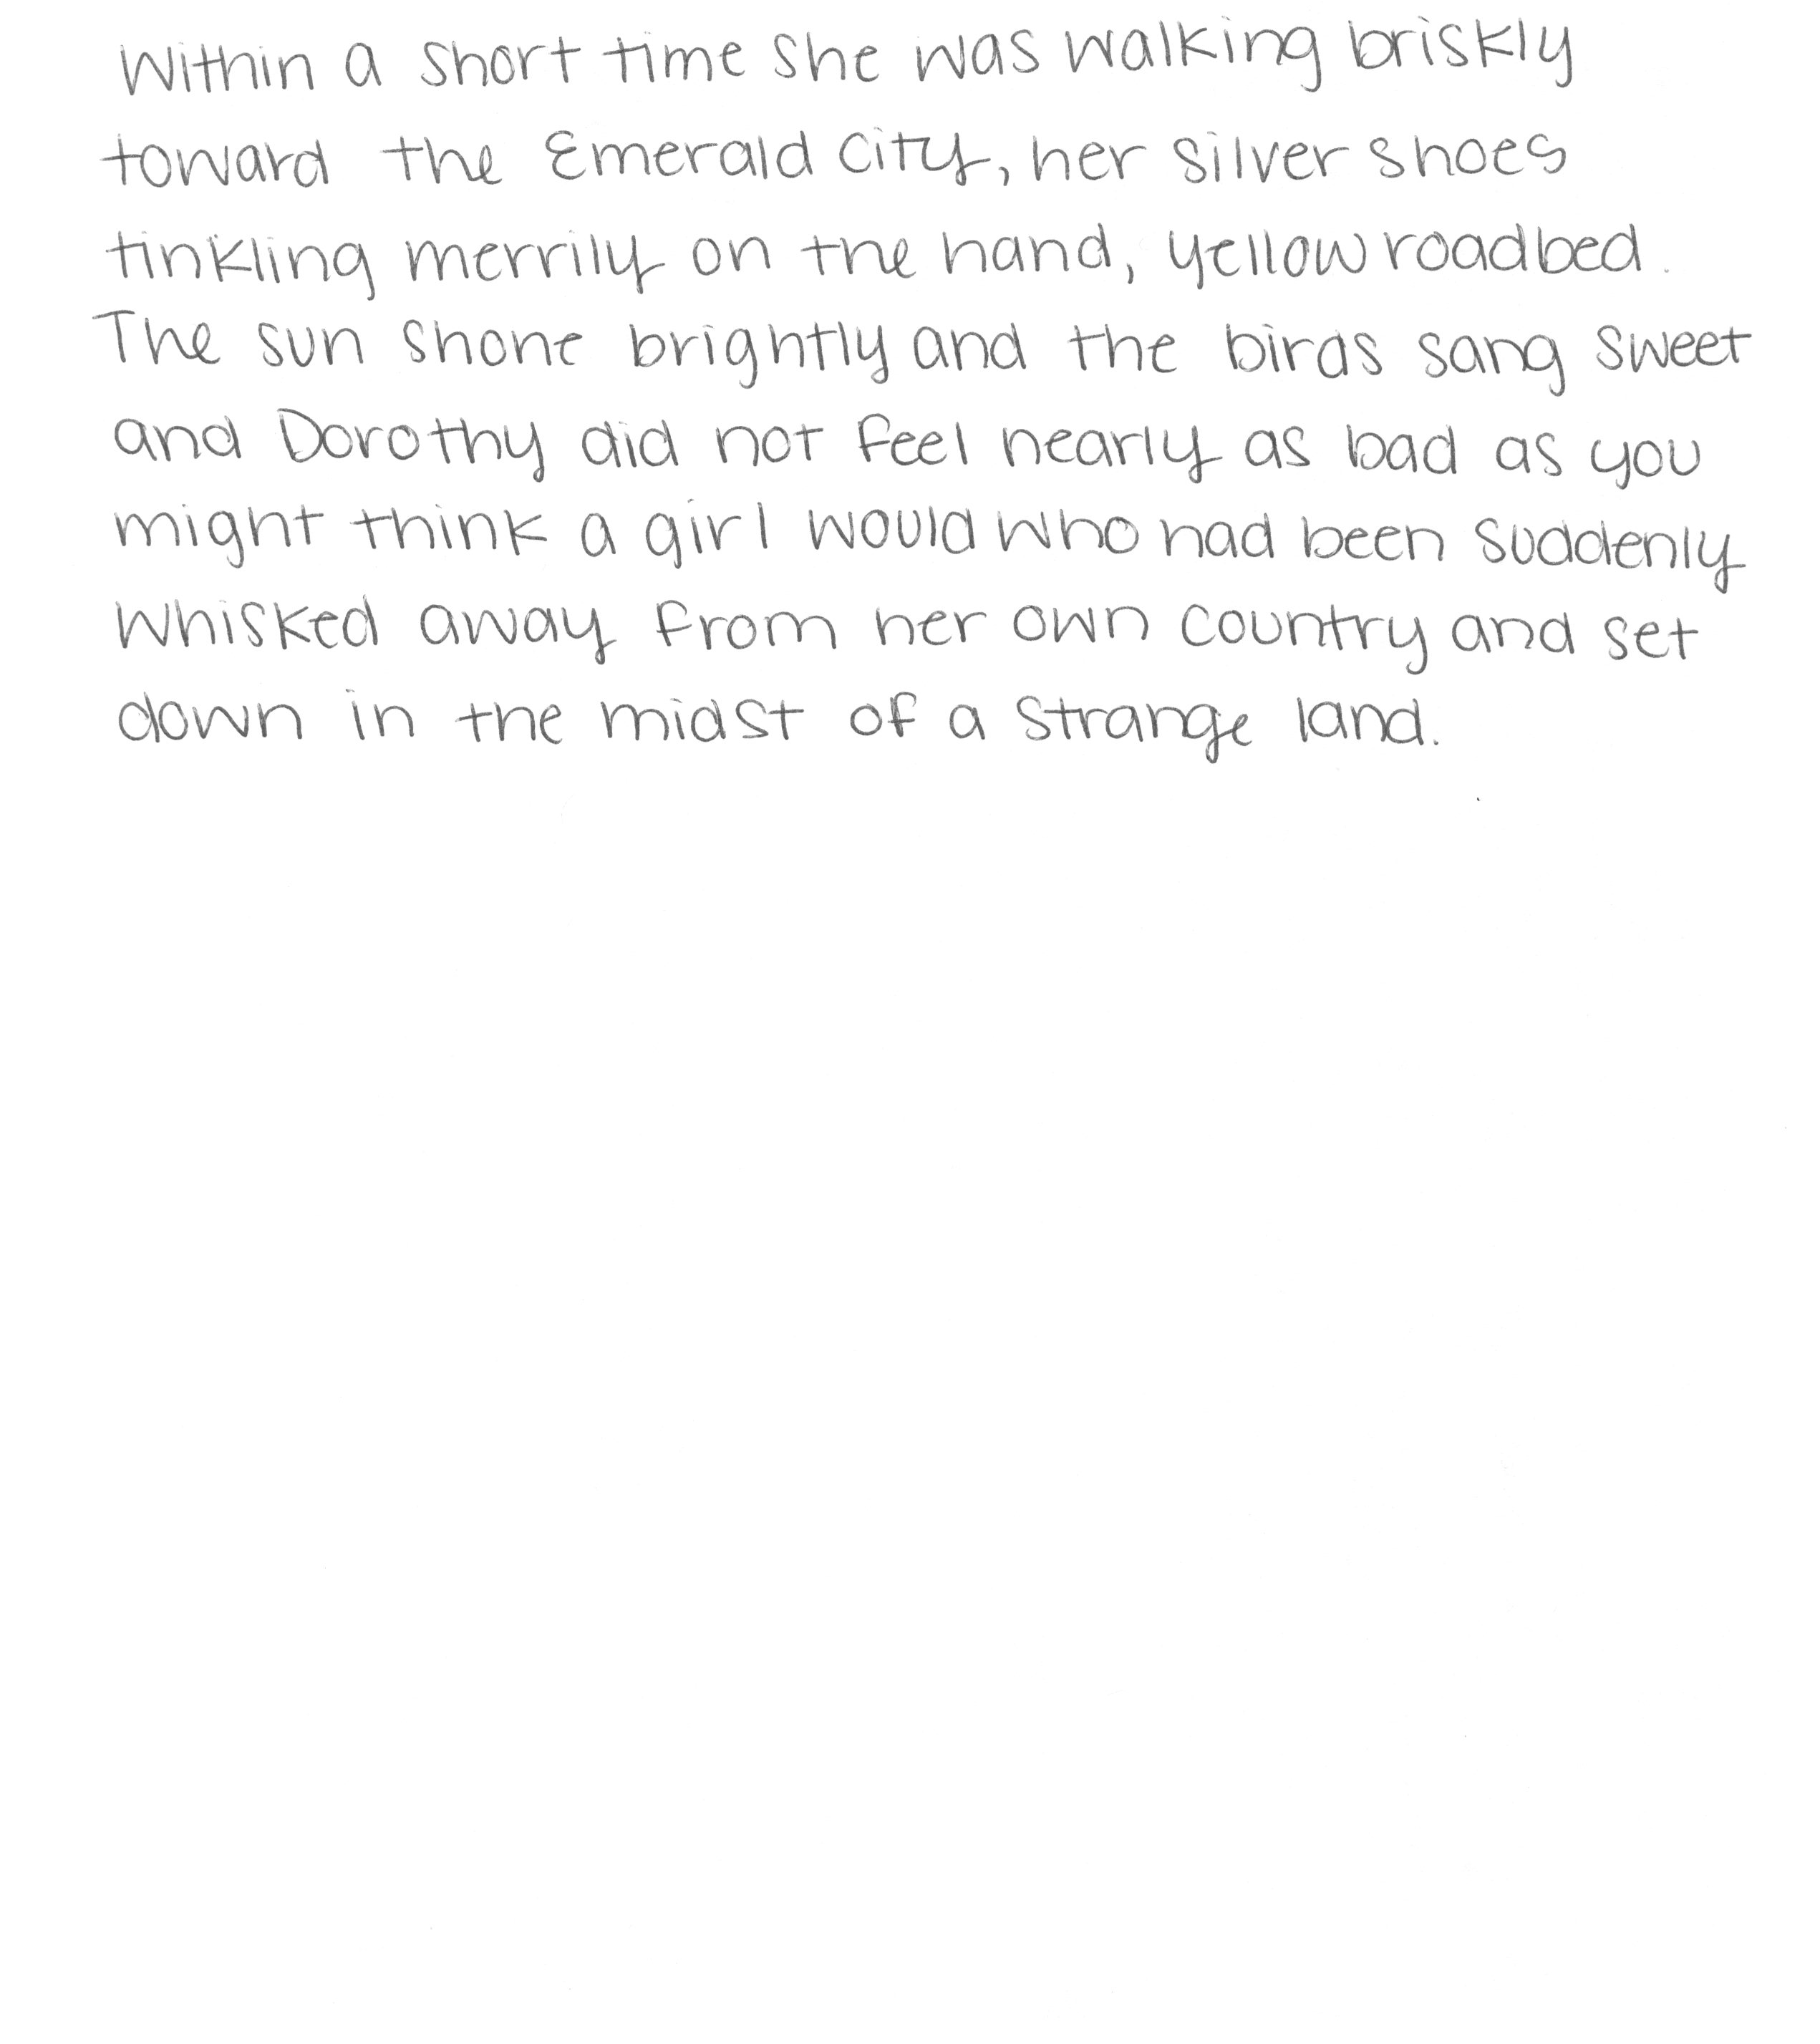 Within a short time she was walking briskly
toward the Emerald City, her silver shoes
tinkling merrily on the hand, yellow roadbed.
The sun shone brightly and the birds sang sweet
and Dorothy did not feel nearly as bad as you
might think a girl would who had been suddenly
whisked away from her own country and set
down in the midst of a strange land.